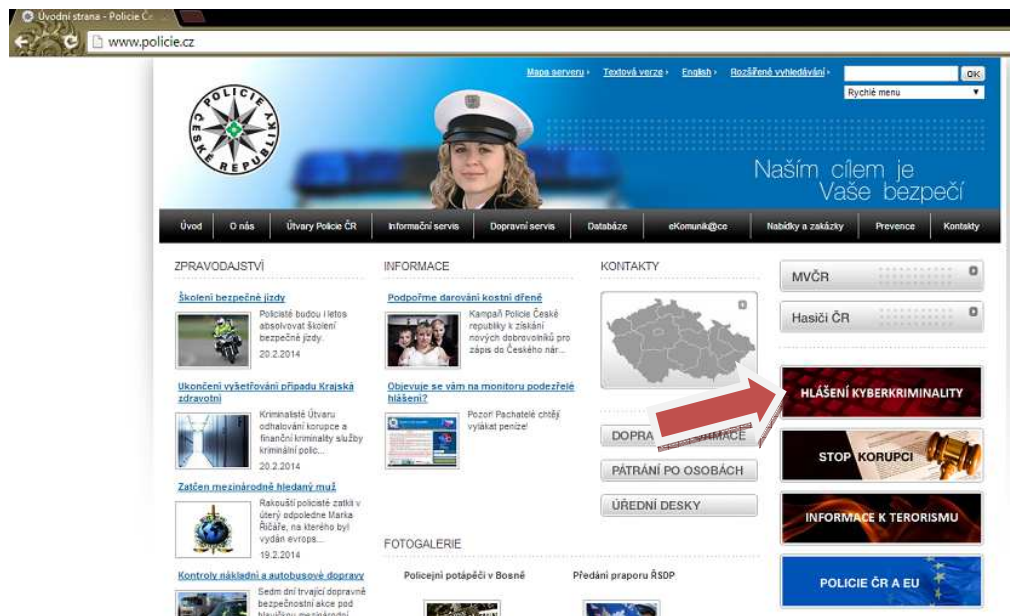 Úvodní strana - Policie Če
www.policie.cz
Mapa serveru
Textová verze
English
Rozšířené vyhledávání
OK
Rychlé menu
POLICIE
ČESKÉ REPUBLIKY
Naším cílem je
Vaše bezpečí
Úvod
O nás
Útvary Policie ČR
Informační servis
Dopravní servis
Databáze
eKomunik@ce
Nabídky a zakázky
Prevence
Kontakty
ZPRAVODAJSTVÍ
Školení bezpečné jízdy
Policisté budou i letos
absolvovat školení
bezpečné jízdy.
20.2.2014
Ukončení vyšetřování případu Krajská
zdravotní
Kriminalisté Útvaru
odhalování korupce a
finanční kriminality služby
kriminální polic...
20.2.2014
Zatčen mezinárodně hledaný muž
Rakouští policisté zatkli v
úterý odpoledne Marka
Řičáře, na kterého byl
vydán evrops...
19.2.2014
Kontroly nákladní a autobusové dopravy
Sedm dní trvající dopravně
bezpečnostní akce pod
hlavičkou mezinárodní
INFORMACE
Podpořme darování kostní dřeně
Kampaň Policie České
republiky k získání
nových dobrovolníků pro
zápis do Českého nár...
Objevuje se vám na monitoru podezřelé
hlášení?
Pozor! Pachatelé chtějí
vylákat peníze!
FOTOGALERIE
Policejní potápěči v Bosně
Předání praporu ŘSDP
KONTAKTY
DOPRA
MACE
PÁTRÁNÍ PO OSOBÁCH
ÚŘEDNÍ DESKY
MVČR
Hasiči ČR
HLÁŠENÍ KYBERKRIMINALITY
STOP KORUPCI
INFORMACE K TERORISMU
POLICIE ČR A EU